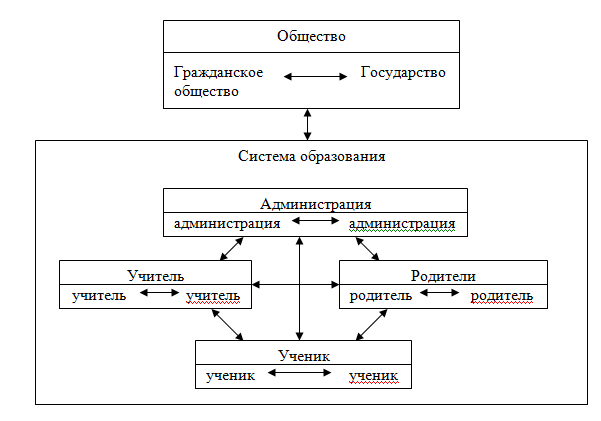 Общество
Гражданское Государство
общество
Система образования
Администрация
администрация администрация
Учитель Родители
учитель учитель родитель родитель
Ученик
ученик ученик